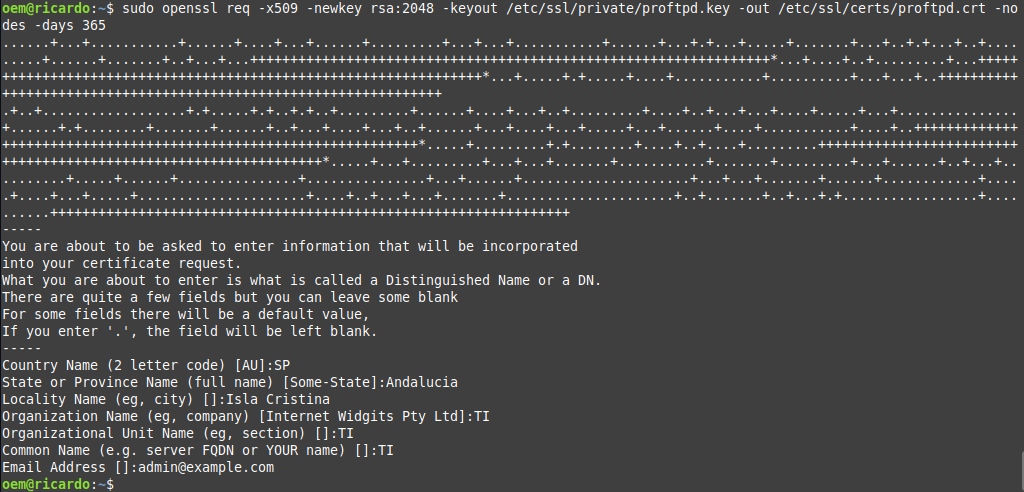 oem@ricardo:~$ sudo openssl req -x509 -newkey rsa:2048 -keyout /etc/ssl/private/proftpd.key -out /etc/ssl/certs/proftpd.crt -no
des -days 365
-----
You are about to be asked to enter information that will be incorporated
into your certificate request.
What you are about to enter is what is called a Distinguished Name or a DN.
There are quite a few fields but you can leave some blank
For some fields there will be a default value,
If you enter '.', the field will be left blank.
-----
Country Name (2 letter code) [AU]:SP
State or Province Name (full name) [Some-State]:Andalucia
Locality Name (eg, city) []:Isla Cristina
Organization Name (eg, company) [Internet Widgits Pty Ltd]:TI
Organizational Unit Name (eg, section) []:TI
Common Name (e.g. server FQDN or YOUR name) []:TI
Email Address []:admin@example.com
oem@ricardo:~$